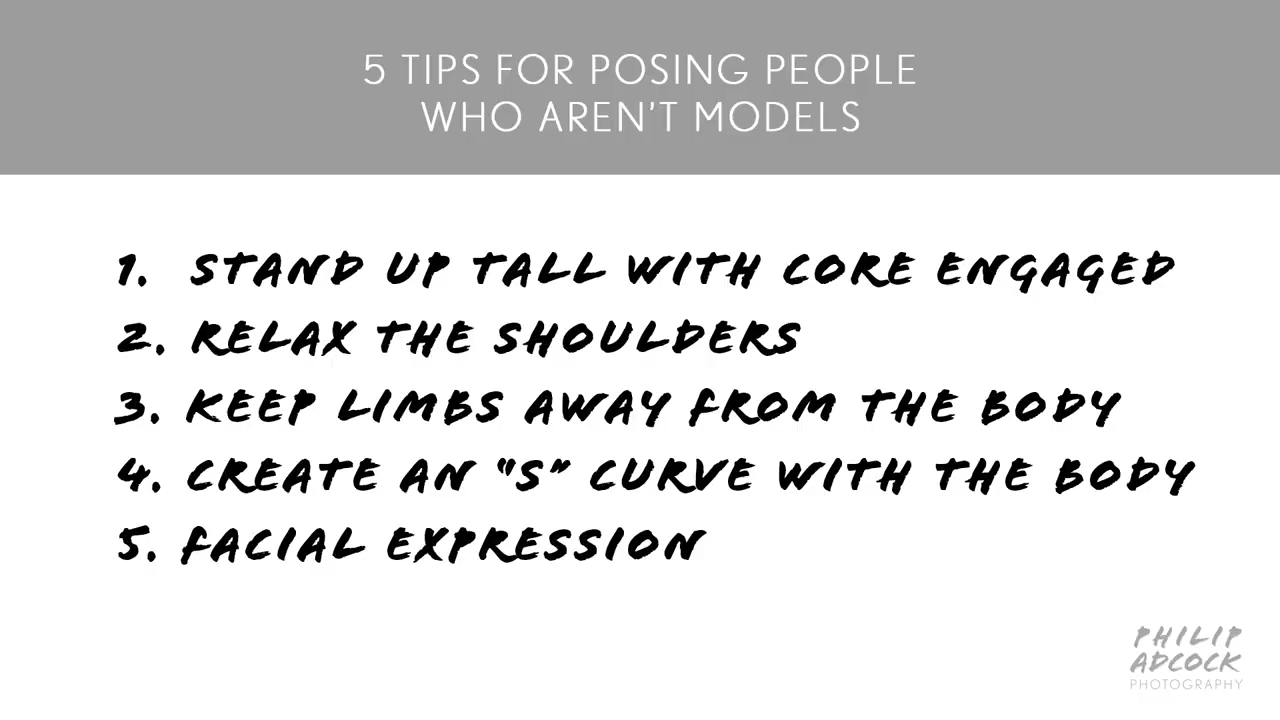 5 TIPS FOR POSING PEOPLE
WHO AREN'T MODELS
1. STAND UP TALL WITH CORE ENGAGED
2. RELAX THE SHOULDERS
3. KEEP LIMBS AWAY FROM THE BODY
4. CREATE AN "S" CURVE WITH THE BODY
5. FACIAL EXPRESSION
PHILIP
ADCOCK
PHOTOGRAPHY